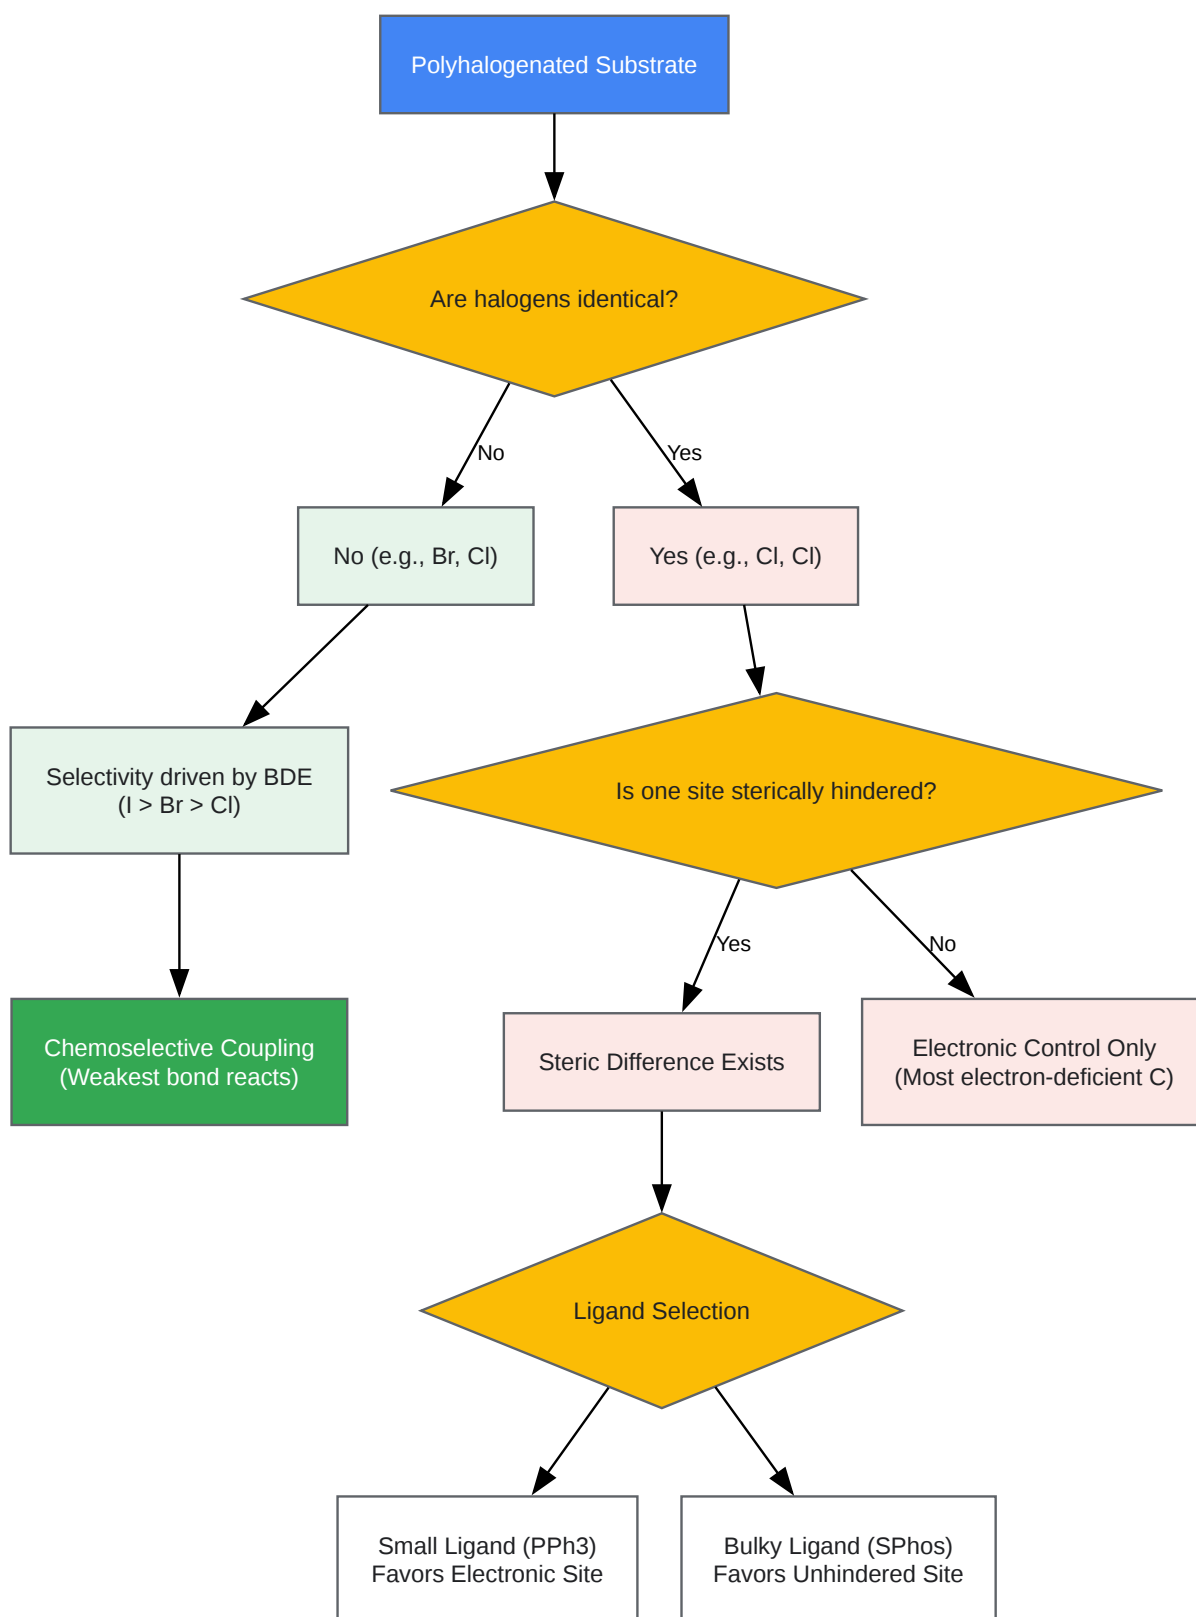 Polyhalogenated Substrate
Are halogens identical?
No
Yes
No (e.g., Br, Cl)
Yes (e.g., Cl, Cl)
Selectivity driven by BDE
(I > Br > Cl)
Is one site sterically hindered?
Yes
No
Chemoselective Coupling
(Weakest bond reacts)
Steric Difference Exists
Electronic Control Only
(Most electron-deficient C)
Ligand Selection
Small Ligand (PPh3)
Favors Electronic Site
Bulky Ligand (SPhos)
Favors Unhindered Site